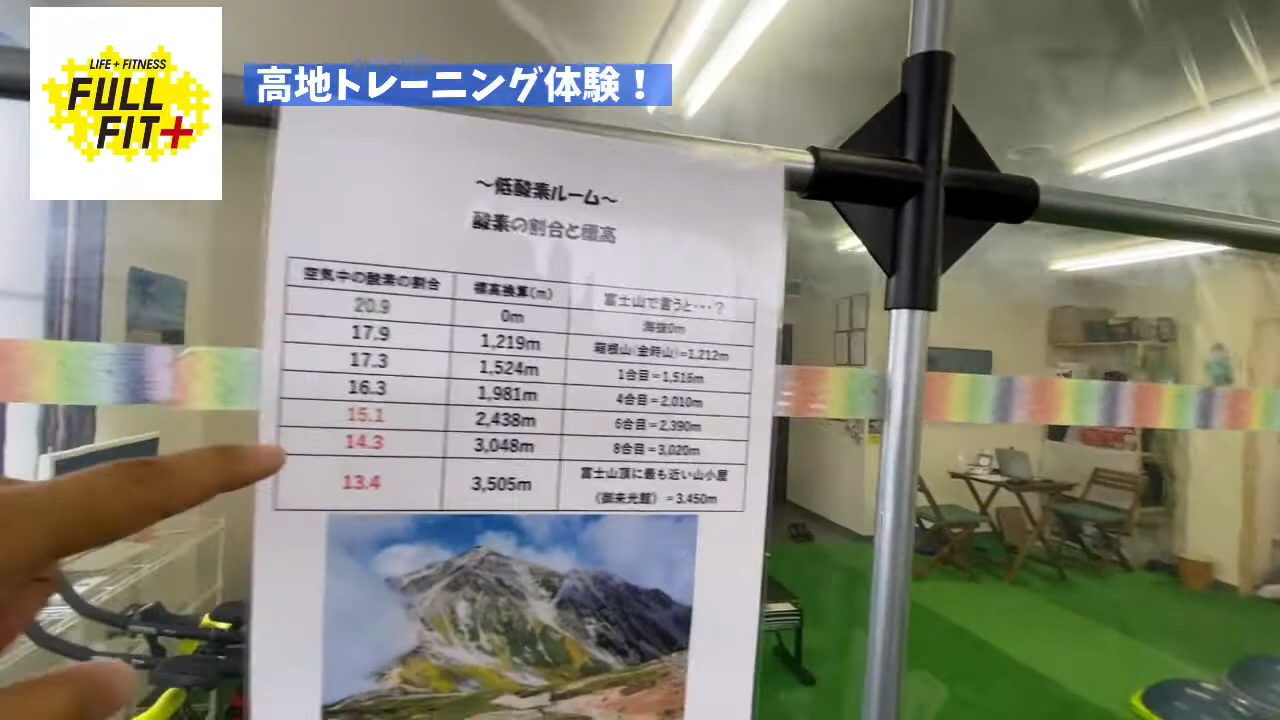 LIFE + FITNESS
FULL
FIT+
高地トレーニング体験！
～低酸素ルーム～
酸素の割合と標高
空気中の酸素の割合 標高換算(m) 富士山で言うと・・・？
20.9 0m 海抜0m
17.9 1,219m 箱根山(金時山)=1,212m
17.3 1,524m 1合目=1,516m
16.3 1,981m 4合目=2,010m
15.1 2,438m 6合目=2,390m
14.3 3,048m 8合目=3,020m
13.4 3,505m 富士山頂に最も近い山小屋
(御来光館) =3,450m